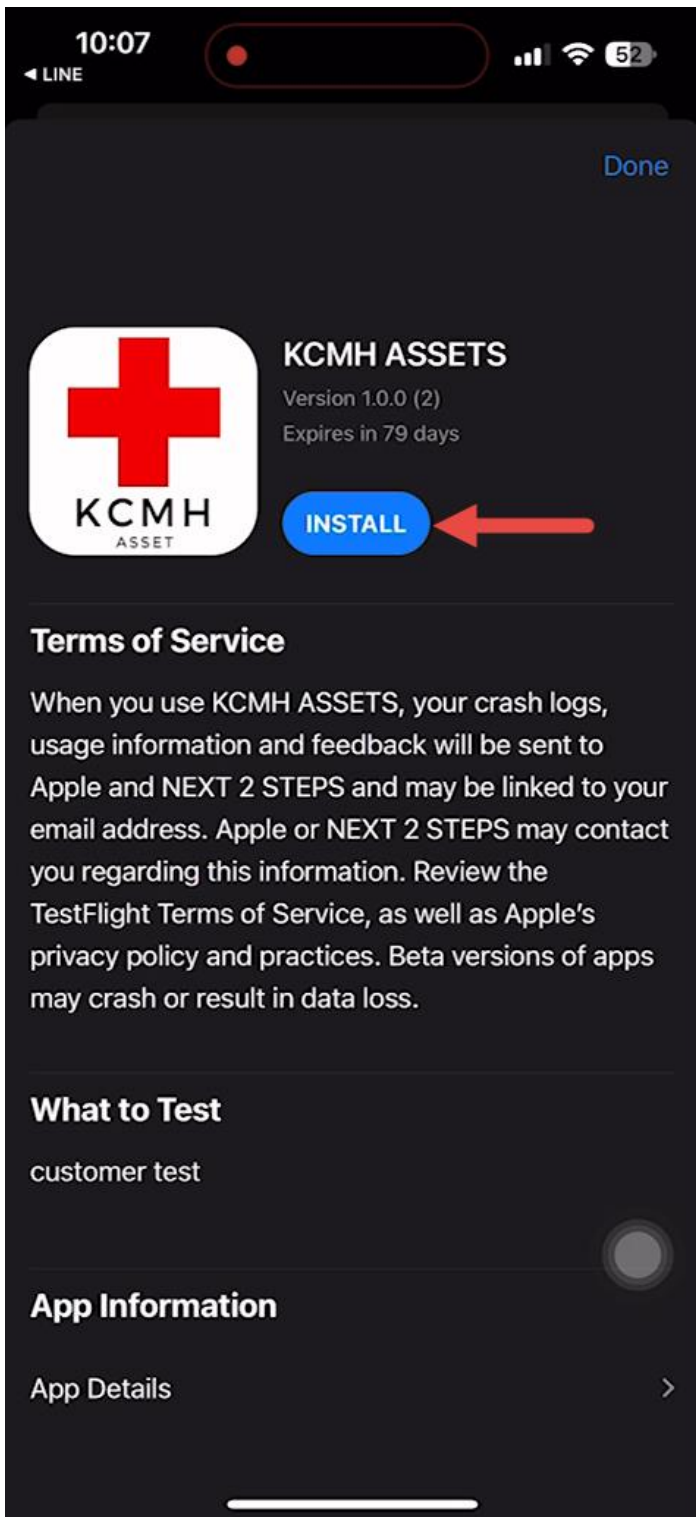 10:07
◀ LINE
52
Done
KCMH ASSETS
Version 1.0.0 (2)
Expires in 79 days
KCMH
ASSET
INSTALL
Terms of Service
When you use KCMH ASSETS, your crash logs,
usage information and feedback will be sent to
Apple and NEXT 2 STEPS and may be linked to your
email address. Apple or NEXT 2 STEPS may contact
you regarding this information. Review the
TestFlight Terms of Service, as well as Apple’s
privacy policy and practices. Beta versions of apps
may crash or result in data loss.
What to Test
customer test
App Information
App Details